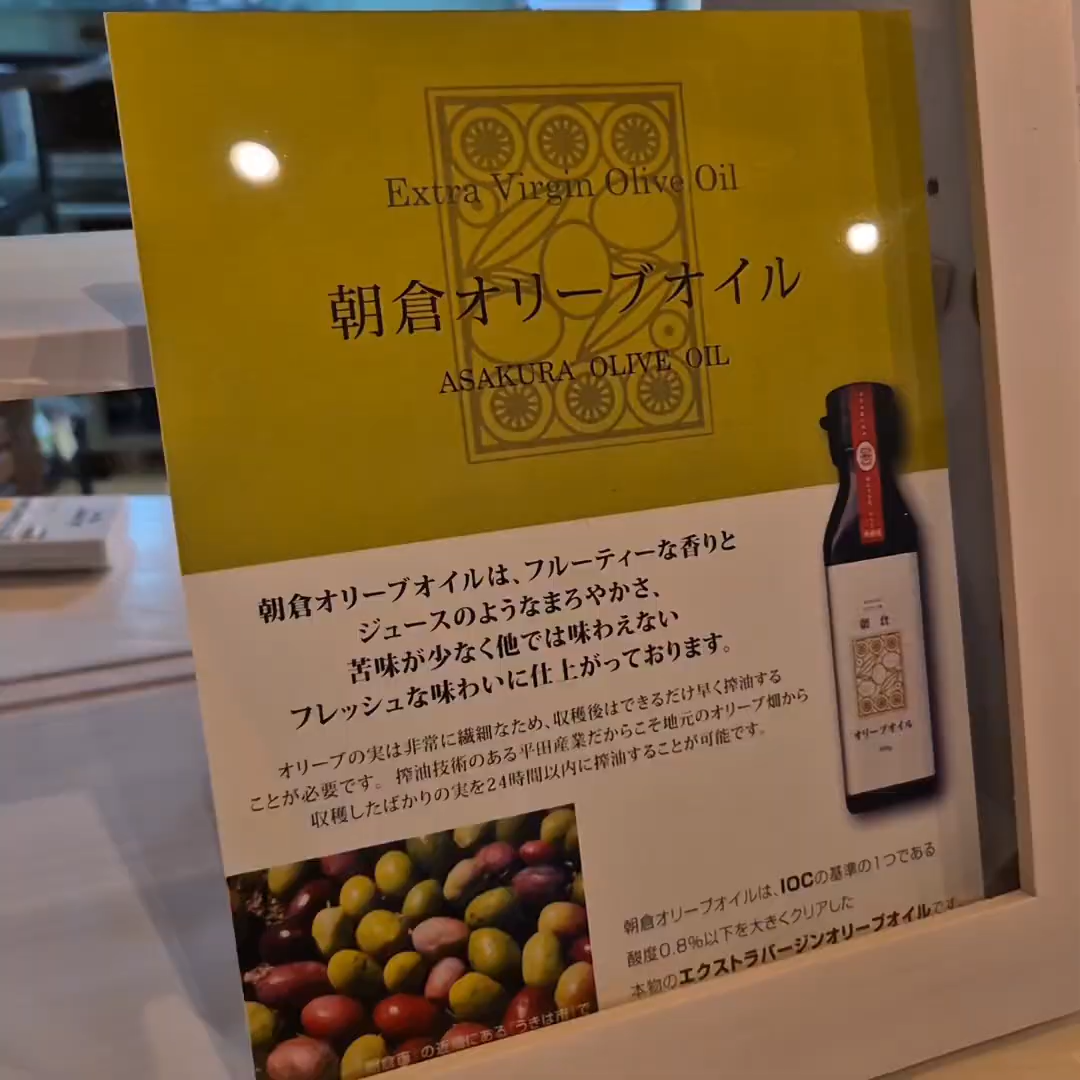 Extra Virgin Olive Oil
朝倉オリーブオイル
ASAKURA OLIVE OIL
朝倉オリーブオイルは、フルーティーな香りと
ジュースのようなまろやかさ、
苦味が少なく他では味わえない
フレッシュな味わいに仕上がっております。
オリーブの実は非常に繊細なため、収穫後はできるだけ早く搾油する
ことが必要です。搾油技術のある平田産業だからこそ地元のオリーブ畑から
収穫したばかりの実を24時間以内に搾油することが可能です。
朝倉
オリーブオイル
朝倉オリーブオイルは、IOCの基準の1つである
酸度0.8%以下を大きくクリアした
本物のエクストラバージンオリーブオイルです
の近隣にある「うきは市」で